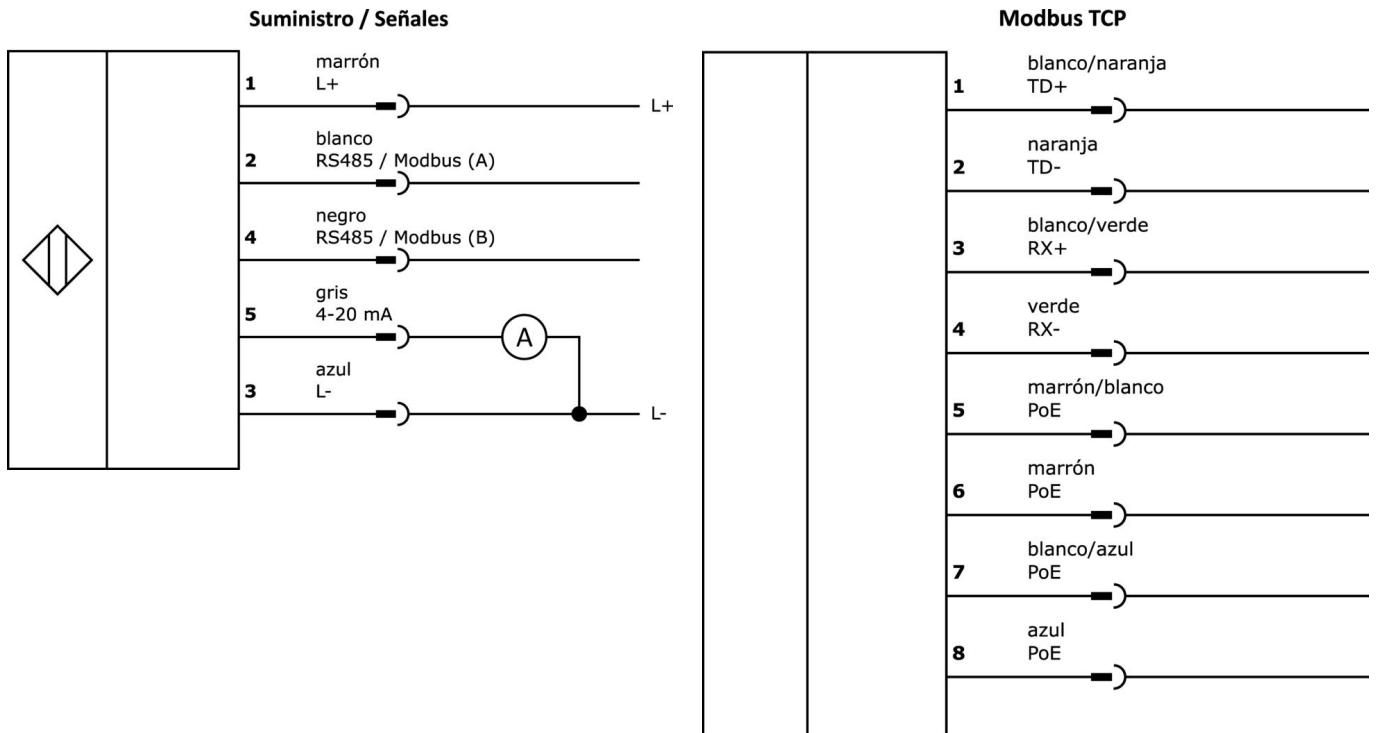 Suministro / Señales
marrón
1 L+
L+
blanco
2 RS485 / Modbus (A)
negro
4 RS485 / Modbus (B)
gris
5 4-20 mA
A
azul
3 L-
L-
Modbus TCP
blanco/naranja
1 TD+
naranja
2 TD-
blanco/verde
3 RX+
verde
4 RX-
marrón/blanco
5 PoE
marrón
6 PoE
blanco/azul
7 PoE
azul
8 PoE